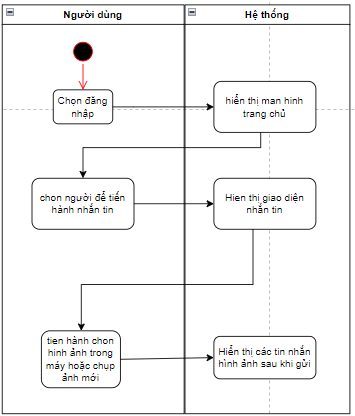 Người dùng
Hệ thống
Chọn đăng
nhập
hiển thị man hinh
trang chủ
chon người để tiến
hành nhắn tin
Hien thị giao diện
nhắn tin
tien hành chon
hinh ảnh trong
máy hoặc chụp
ảnh mới
Hiển thị các tin nhắn
hình ảnh sau khi gửi